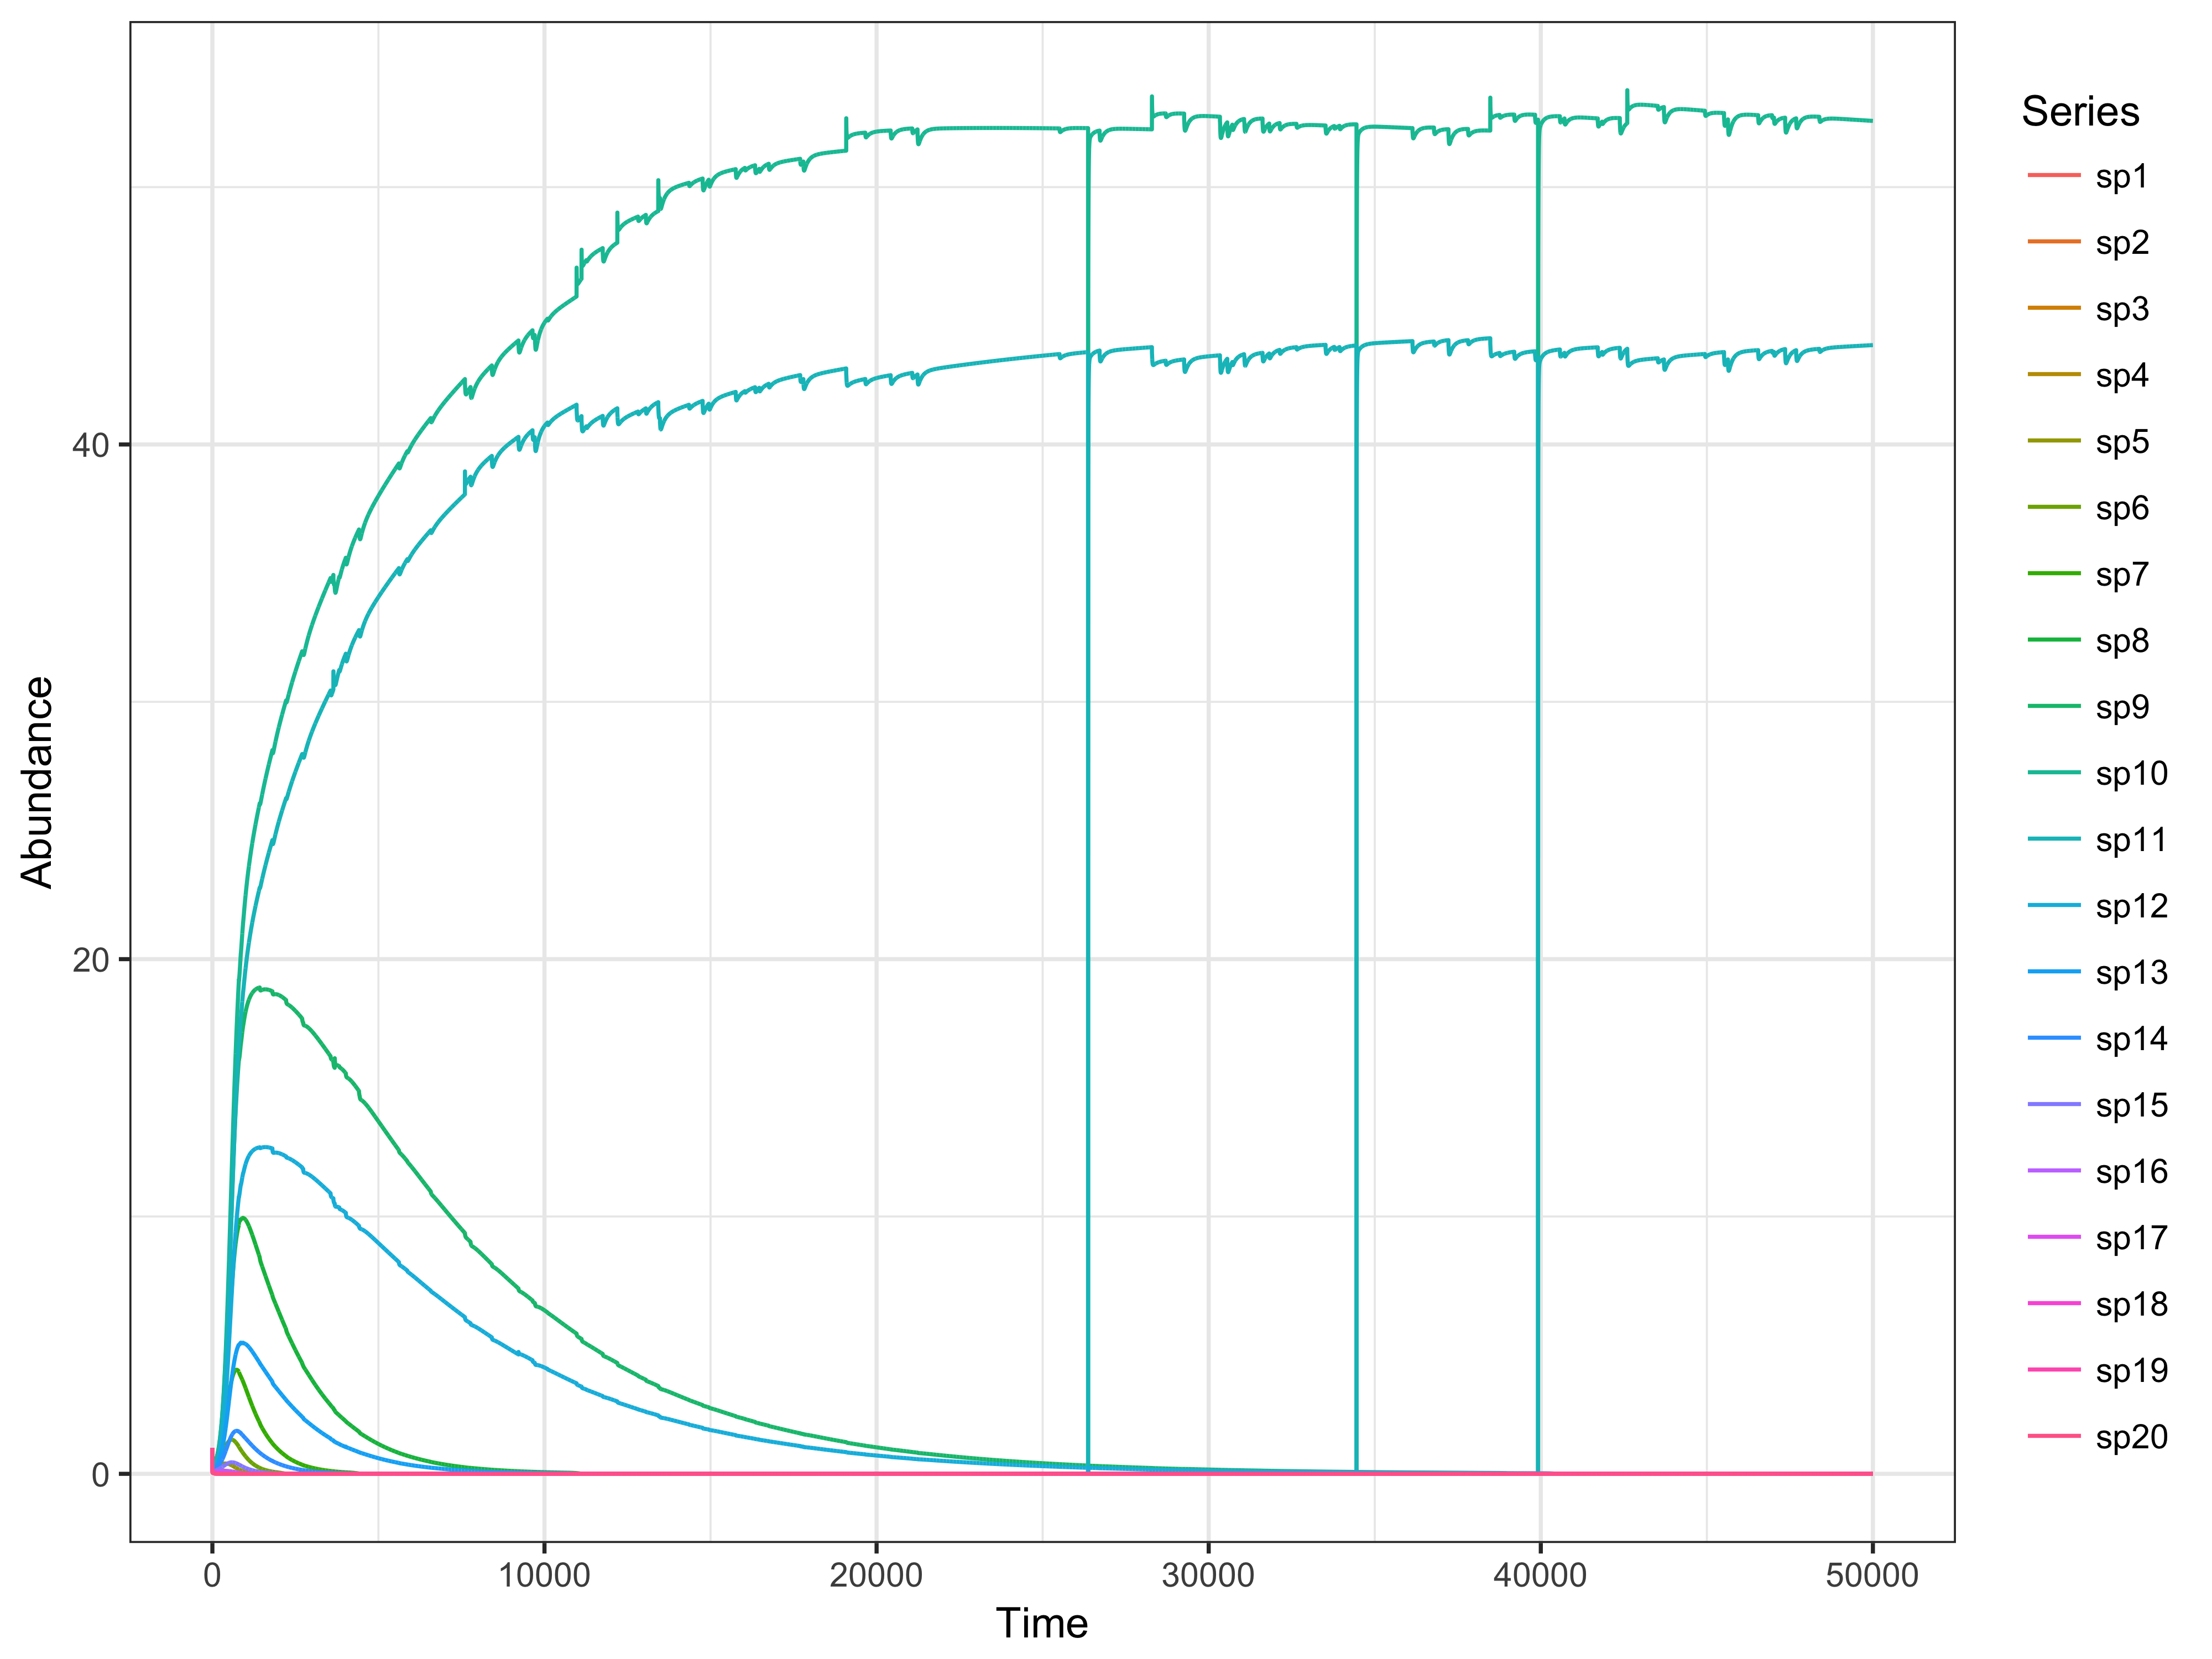 Abundance
40
20
0
0 10000 20000 30000 40000 50000
Time
Series
sp1
sp2
sp3
sp4
sp5
sp6
sp7
sp8
sp9
sp10
sp11
sp12
sp13
sp14
sp15
sp16
sp17
sp18
sp19
sp20